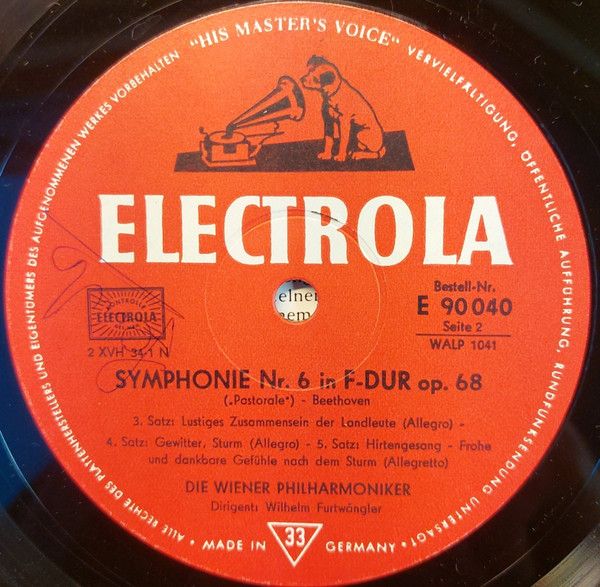 ALLE RECHTE DES PLATTENHERSTELLERS UND EIGENTÜMERS DES AUFGENOMMENEN WERKES VORBEHALTEN "HIS MASTER'S VOICE" VERVIELFÄLTIGUNG, ÖFFENTLICHE AUFFÜHRUNG, RUNDFUNKSENDUNG UNTERSAGT
ELECTROLA
Bestell-Nr.
E 90 040
Seite 2
WALP 1041
ELECTROLA
2 XVH 34-1 N
elner
SYMPHONIE Nr. 6 in F-DUR op. 68
(„Pastorale") - Beethoven
3. Satz: Lustiges Zusammensein der Landleute (Allegro) -
4. Satz: Gewitter, Sturm (Allegro) - 5. Satz: Hirtengesang - Frohe
und dankbare Gefühle nach dem Sturm (Allegretto)
DIE WIENER PHILHARMONIKER
Dirigent: Wilhelm Furtwängler
MADE IN 33 GERMANY